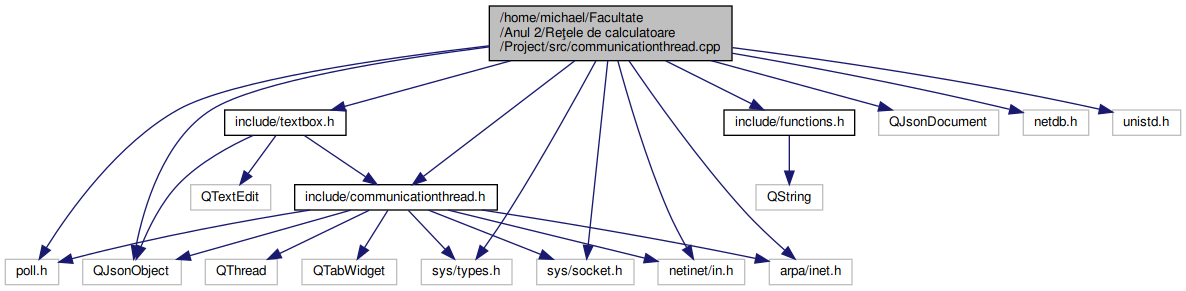 /home/michael/Facultate
/Anul 2/Reţele de calculatoare
/Project/src/communicationthread.cpp
include/textbox.h
include/functions.h
QJsonDocument
netdb.h
unistd.h
QTextEdit
include/communicationthread.h
QString
poll.h
QJsonObject
QThread
QTabWidget
sys/types.h
sys/socket.h
netinet/in.h
arpa/inet.h